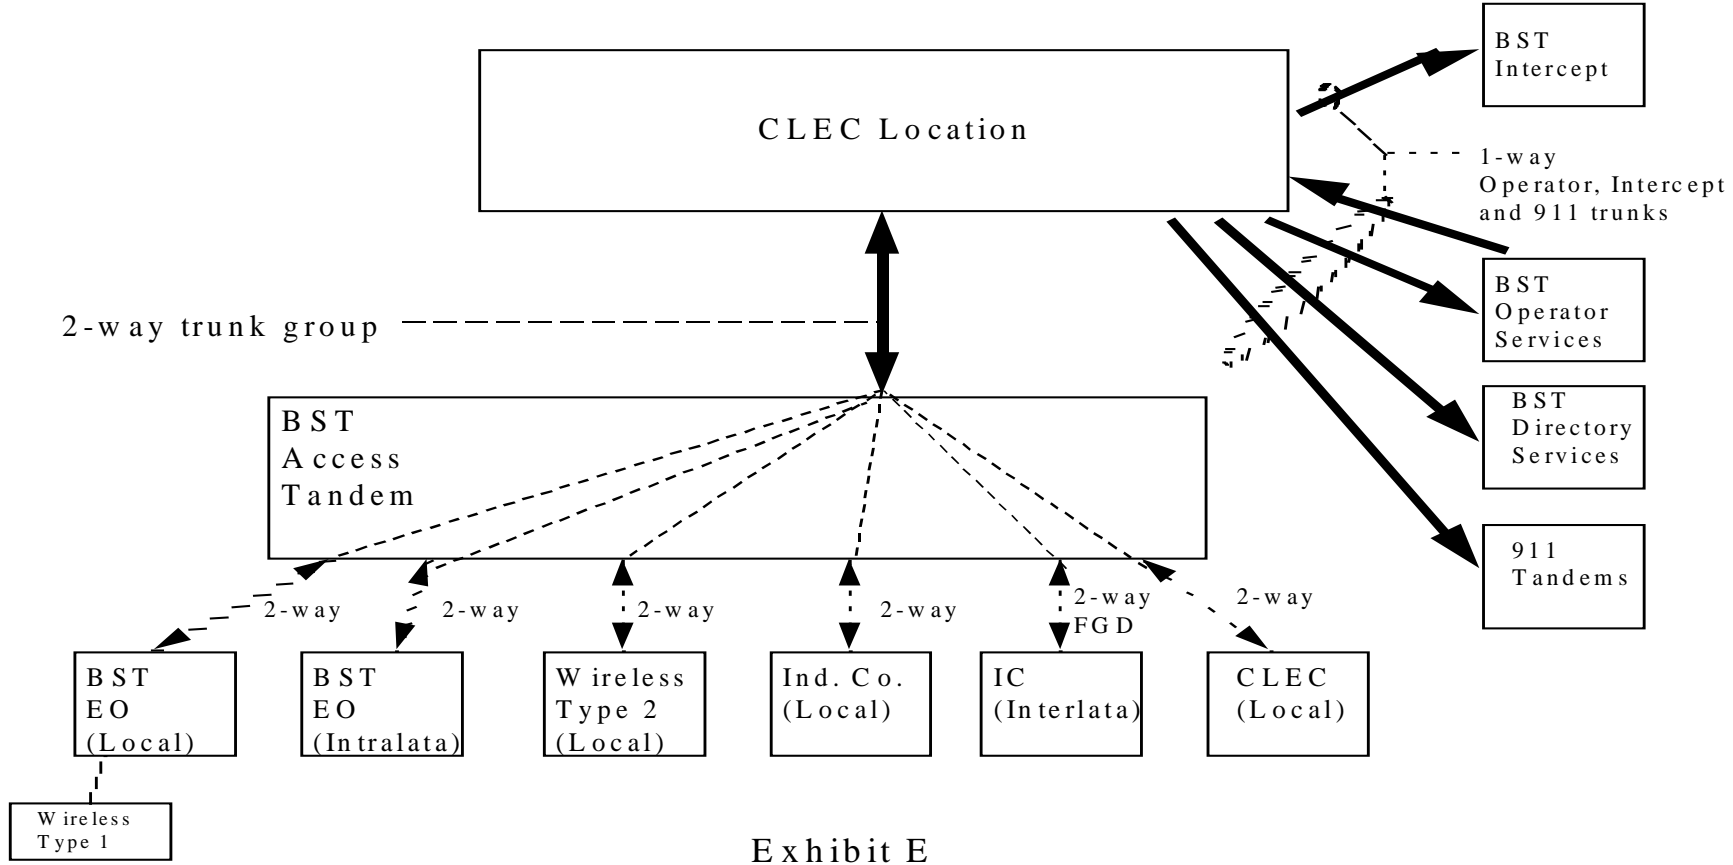 BST
Intercept
CLEC Location
1-way
Operator, Intercept
and 911 trunks
BST
Operator
Services
2-way trunk group
BST
Directory
Services
BST
Access
Tandem
911
Tandems
2-way
2-way
2-way
2-way
2-way
FGD
2-way
BST
EO
(Local)
BST
EO
(Intralata)
Wireless
Type 2
(Local)
Ind. Co.
(Local)
IC
(Interlata)
CLEC
(Local)
Wireless
Type 1
Exhibit E